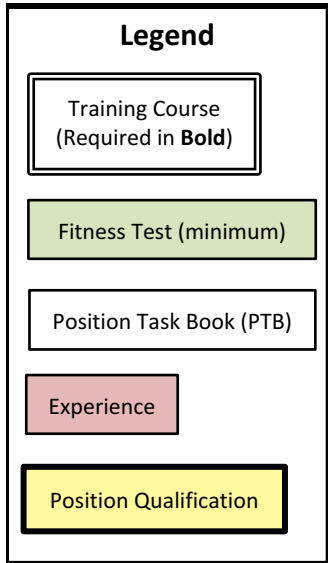 Legend
Training Course
(Required in Bold)
Fitness Test (minimum)
Position Task Book (PTB)
Experience
Position Qualification